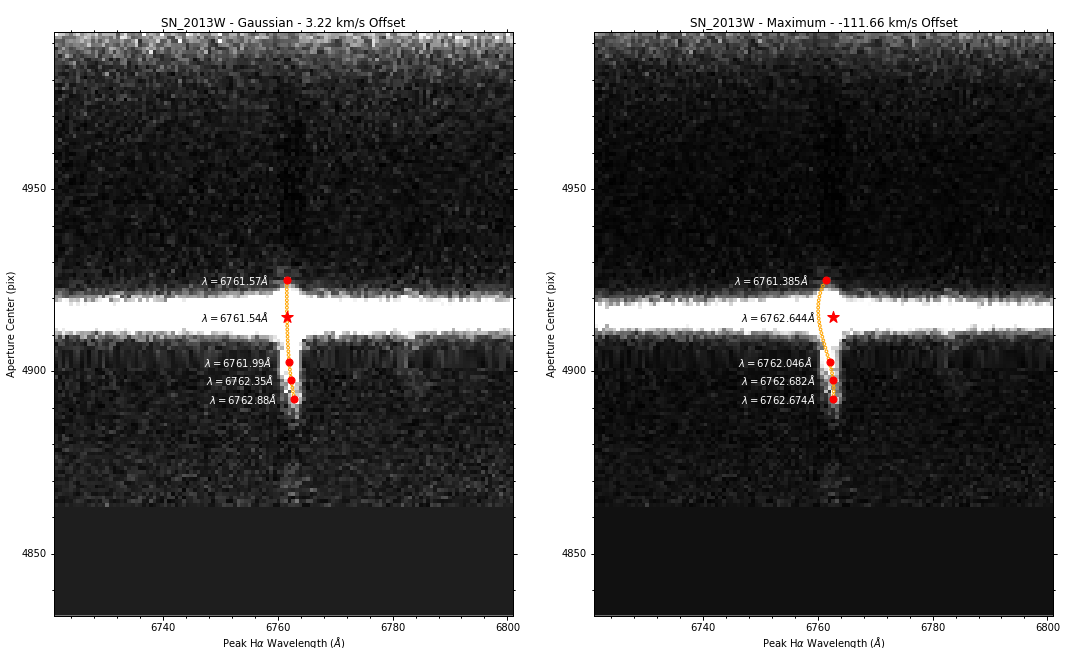 SN_2013W - Gaussian - 3.22 km/s Offset
4950
4900
4850
Aperture Center (pix)
λ = 6761.57Å
λ = 6761.54Å
λ = 6761.99Å
λ = 6762.35Å
λ = 6762.88Å
6740 6760 6780 6800
Peak Hα Wavelength (Å)
SN_2013W - Maximum - -111.66 km/s Offset
4950
4900
4850
Aperture Center (pix)
λ = 6761.385Å
λ = 6762.644Å
λ = 6762.046Å
λ = 6762.682Å
λ = 6762.674Å
6740 6760 6780 6800
Peak Hα Wavelength (Å)